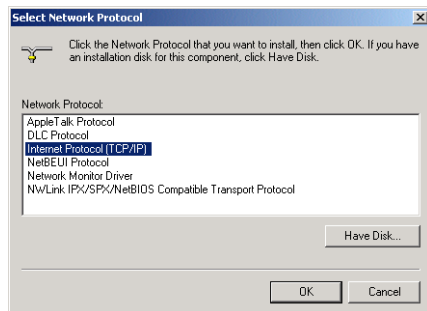 Select Network Protocol
Click the Network Protocol that you want to install, then click OK. If you have
an installation disk for this component, click Have Disk.
Network Protocol:
AppleTalk Protocol
DLC Protocol
Internet Protocol (TCP/IP)
NetBEUI Protocol
Network Monitor Driver
NWLink IPX/SPX/NetBIOS Compatible Transport Protocol
Have Disk...
OK
Cancel